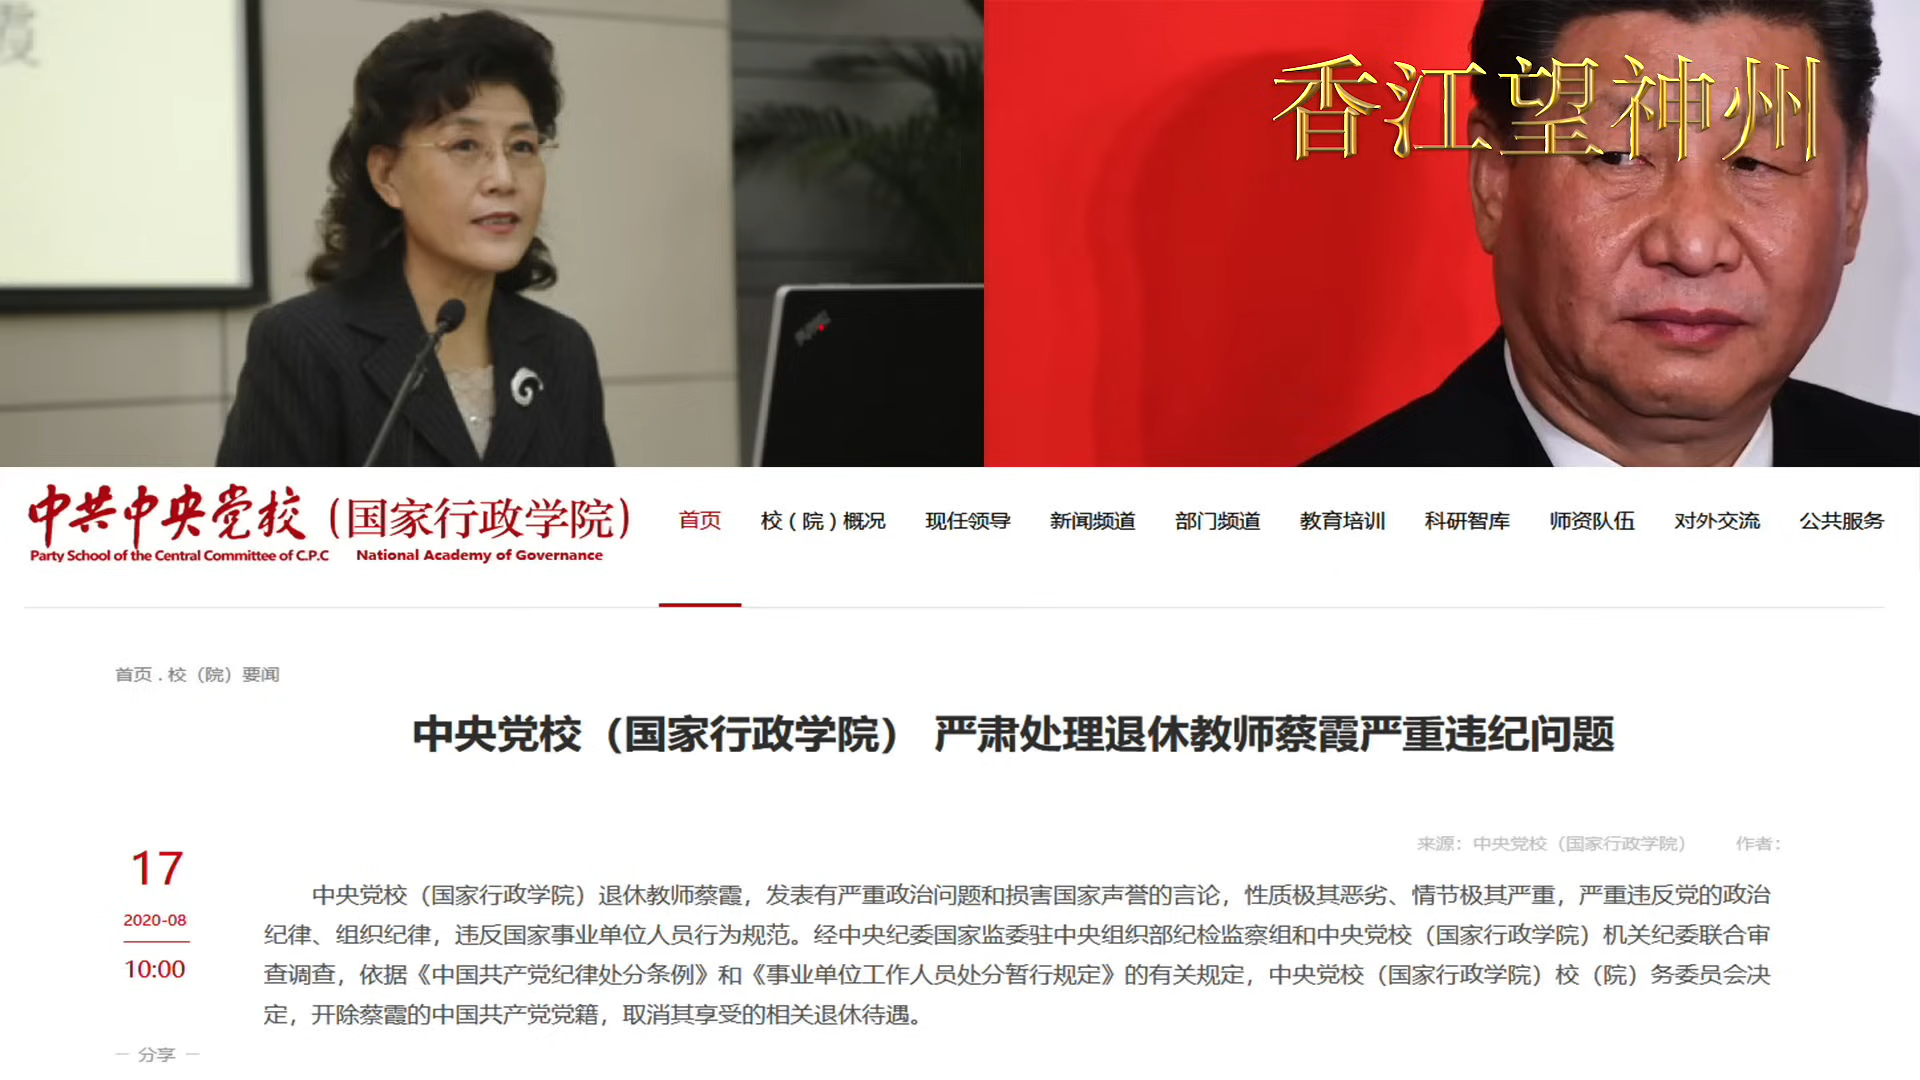 霞
香江望神州
中共中央党校（国家行政学院）
Party School of the Central Committee of C.P.C National Academy of Governance
首页 校（院）概况 现任领导 新闻频道 部门频道 教育培训 科研智库 师资队伍 对外交流 公共服务
首页 . 校（院）要闻
中央党校（国家行政学院） 严肃处理退休教师蔡霞严重违纪问题
来源：中央党校（国家行政学院） 作者：
17
2020-08
10:00
中央党校（国家行政学院）退休教师蔡霞，发表有严重政治问题和损害国家声誉的言论，性质极其恶劣、情节极其严重，严重违反党的政治
纪律、组织纪律，违反国家事业单位人员行为规范。经中央纪委国家监委驻中央组织部纪检监察组和中央党校（国家行政学院）机关纪委联合审
查调查，依据《中国共产党纪律处分条例》和《事业单位工作人员处分暂行规定》的有关规定，中央党校（国家行政学院）校（院）务委员会决
定，开除蔡霞的中国共产党党籍，取消其享受的相关退休待遇。
— 分享 —